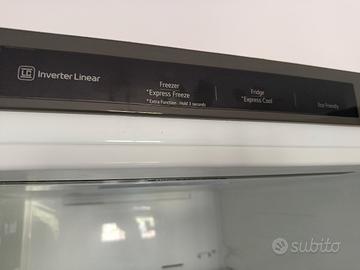 Inverter Linear
Freezer
*Express Freeze
* Extra Function : Hold 3 seconds
Fridge
*Express Cool
Eco Friendly
subito